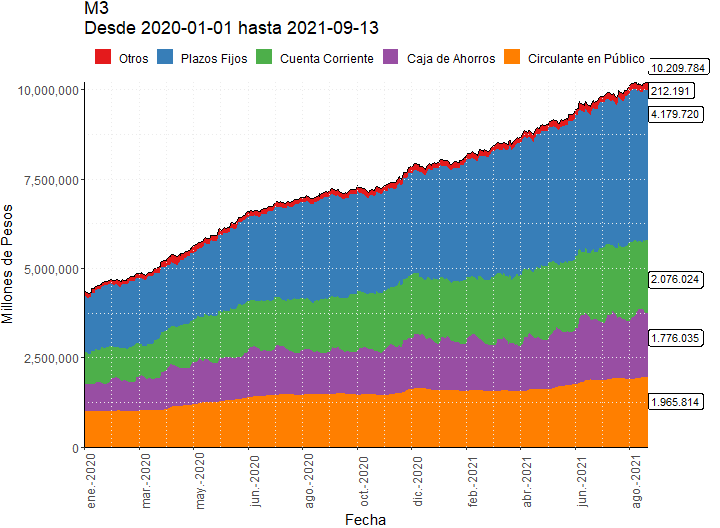 M3
Desde 2020-01-01 hasta 2021-09-13
Otros Plazos Fijos Cuenta Corriente Caja de Ahorros Circulante en Público
10.209.784
212.191
4.179.720
2.076.024
1.776.035
1.965.814
Millones de Pesos
10,000,000
7,500,000
5,000,000
2,500,000
0
ene.-2020 mar.-2020 may.-2020 jun.-2020 ago.-2020 oct.-2020 dic.-2020 feb.-2021 abr.-2021 jun.-2021 ago.-2021
Fecha